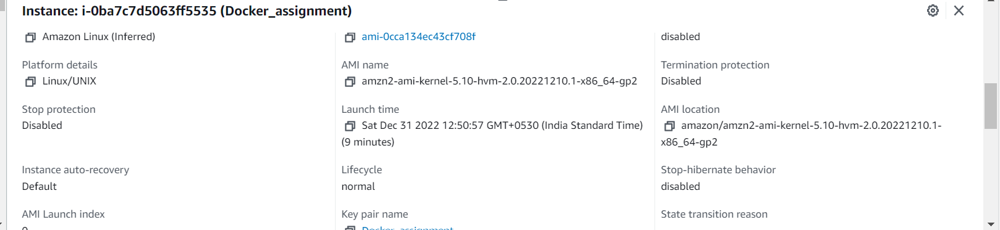 Instance: i-0ba7c7d5063ff5535 (Docker_assignment)
Amazon Linux (Inferred)
ami-0cca134ec43cf708f
disabled
Platform details
Linux/UNIX
AMI name
amzn2-ami-kernel-5.10-hvm-2.0.20221210.1-x86_64-gp2
Termination protection
Disabled
Stop protection
Disabled
Launch time
Sat Dec 31 2022 12:50:57 GMT+0530 (India Standard Time)
(9 minutes)
AMI location
amazon/amzn2-ami-kernel-5.10-hvm-2.0.20221210.1-
x86_64-gp2
Instance auto-recovery
Default
Lifecycle
normal
Stop-hibernate behavior
disabled
AMI Launch index
0
Key pair name
Docker_assignment
State transition reason